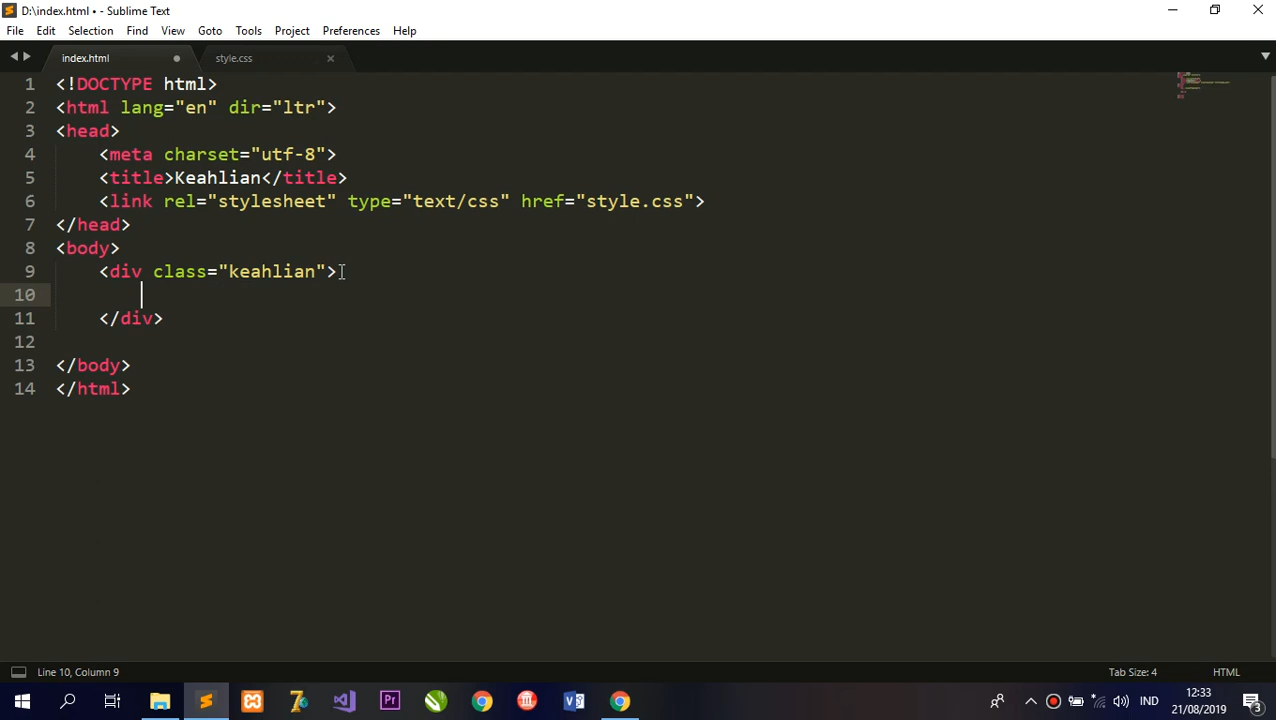 D:\index.html • - Sublime Text
File Edit Selection Find View Goto Tools Project Preferences Help
index.html style.css
1 <!DOCTYPE html>
2 <html lang="en" dir="ltr">
3 <head>
4 <meta charset="utf-8">
5 <title>Keahlian</title>
6 <link rel="stylesheet" type="text/css" href="style.css">
7 </head>
8 <body>
9 <div class="keahlian">
10
11 </div>
12
13 </body>
14 </html>
Line 10, Column 9 Tab Size: 4 HTML
IND 12:33
21/08/2019 3